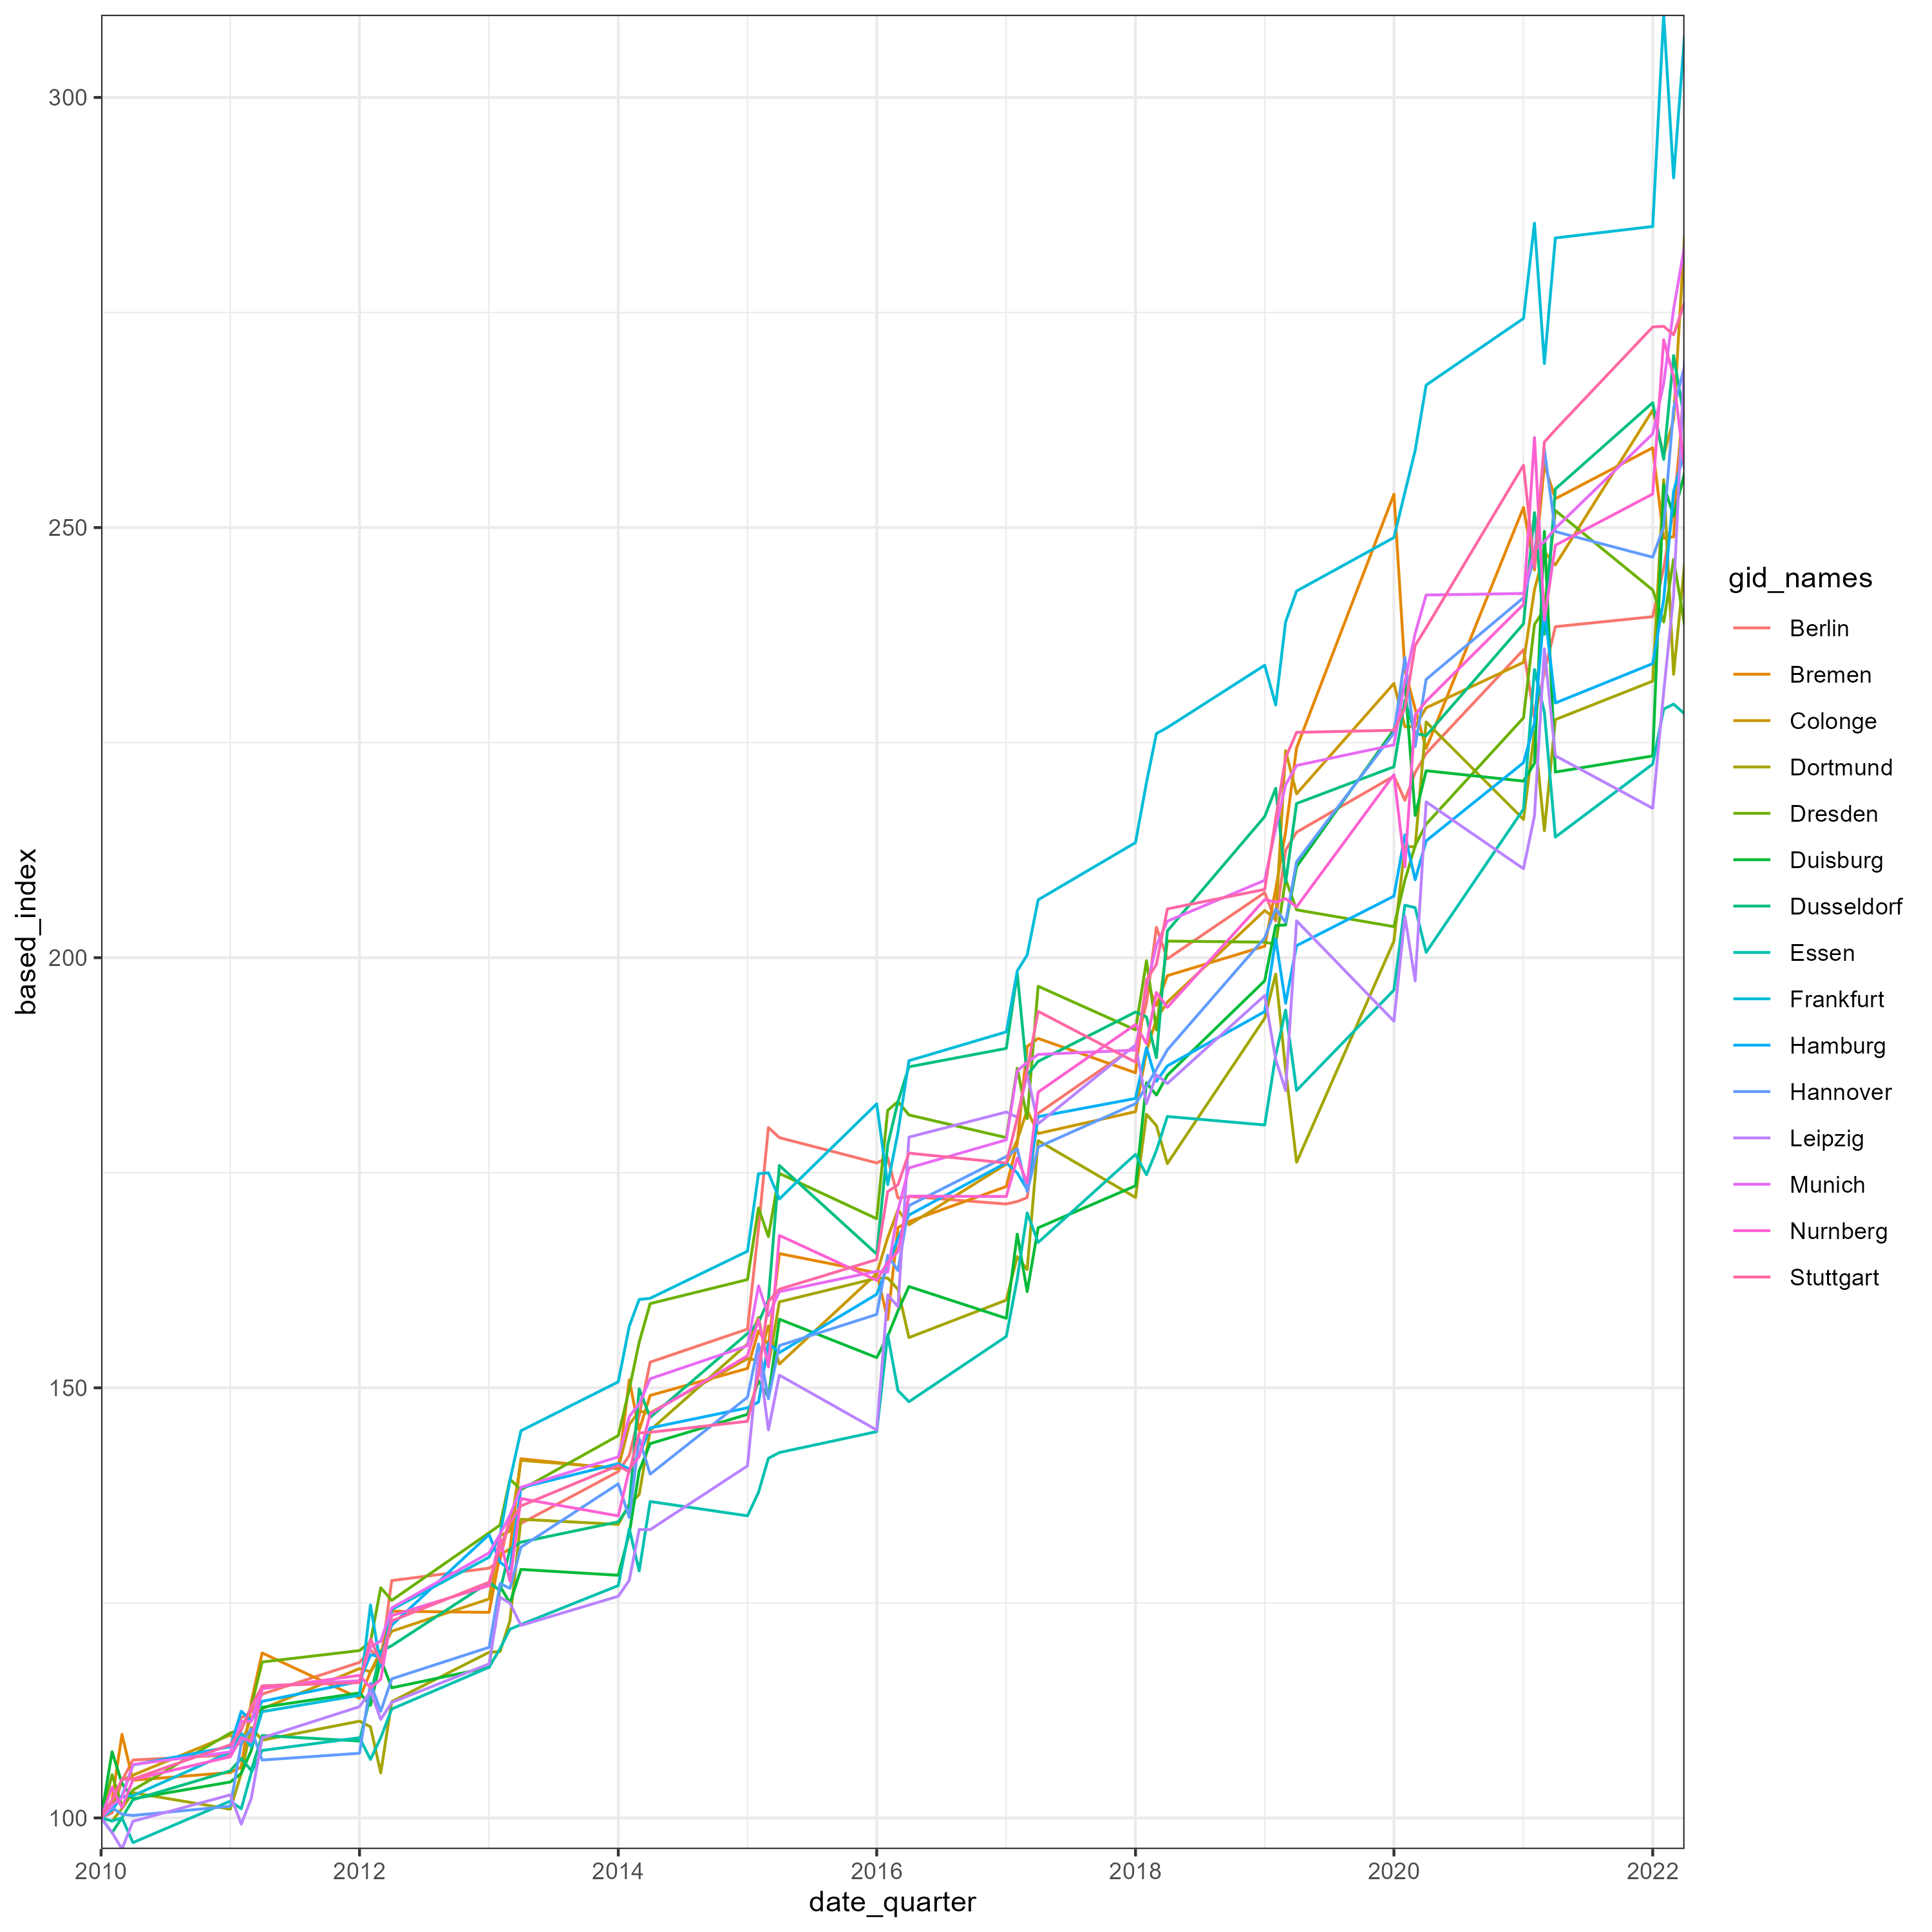 300
250
200
150
100
based_index
2010
2012
2014
2016
2018
2020
2022
date_quarter
gid_names
Berlin
Bremen
Colonge
Dortmund
Dresden
Duisburg
Dusseldorf
Essen
Frankfurt
Hamburg
Hannover
Leipzig
Munich
Nurnberg
Stuttgart